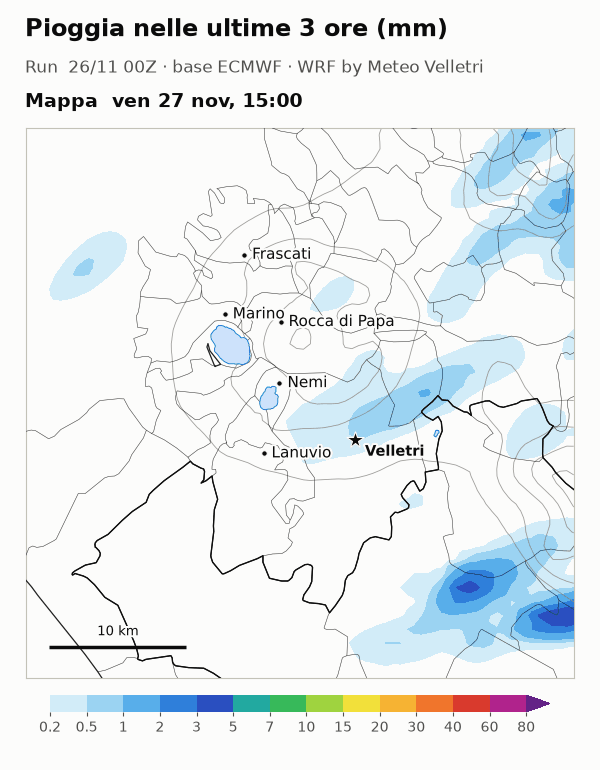 Pioggia nelle ultime 3 ore (mm)
Run  26/11 00Z · base ECMWF · WRF by Meteo Velletri
Mappa  ven 27 nov, 15:00
Frascati
Marino
Rocca di Papa
Nemi
Velletri
Lanuvio
10 km
0.2 0.5 1 2 3 5 7 10 15 20 30 40 60 80